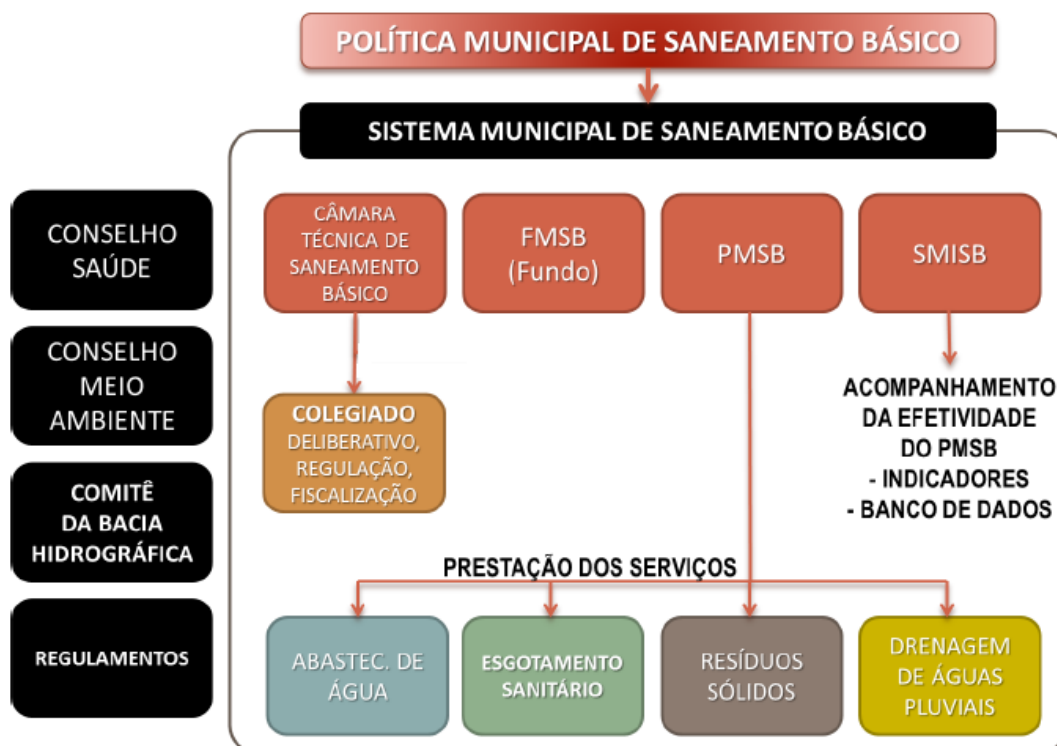 POLÍTICA MUNICIPAL DE SANEAMENTO BÁSICO
SISTEMA MUNICIPAL DE SANEAMENTO BÁSICO
CONSELHO
SAÚDE
CONSELHO
MEIO
AMBIENTE
COMITÊ
DA BACIA
HIDROGRÁFICA
REGULAMENTOS
CÂMARA
TÉCNICA DE
SANEAMENTO
BÁSICO
FMSB
(Fundo)
PMSB
SMISB
COLEGIADO
DELIBERATIVO,
REGULAÇÃO,
FISCALIZAÇÃO
ACOMPANHAMENTO
DA EFETIVIDADE
DO PMSB
- INDICADORES
- BANCO DE DADOS
PRESTAÇÃO DOS SERVIÇOS
ABASTEC. DE
ÁGUA
ESGOTAMENTO
SANITÁRIO
RESÍDUOS
SÓLIDOS
DRENAGEM
DE ÁGUAS
PLUVIAIS